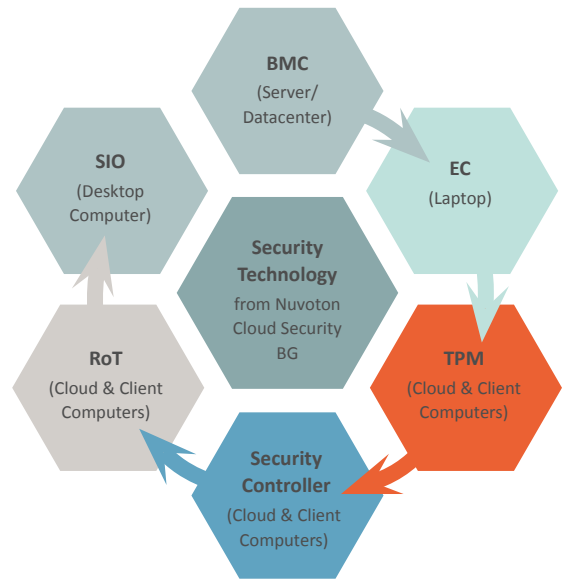 BMC
(Server/
Datacenter)
SIO
(Desktop
Computer)
EC
(Laptop)
Security
Technology
from Nuvoton
Cloud Security
BG
RoT
(Cloud & Client
Computers)
TPM
(Cloud & Client
Computers)
Security
Controller
(Cloud & Client
Computers)